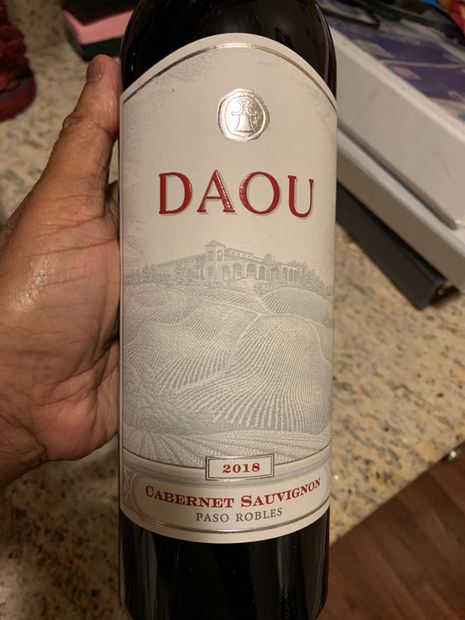 DAOU
2018
CABERNET SAUVIGNON
PASO ROBLES